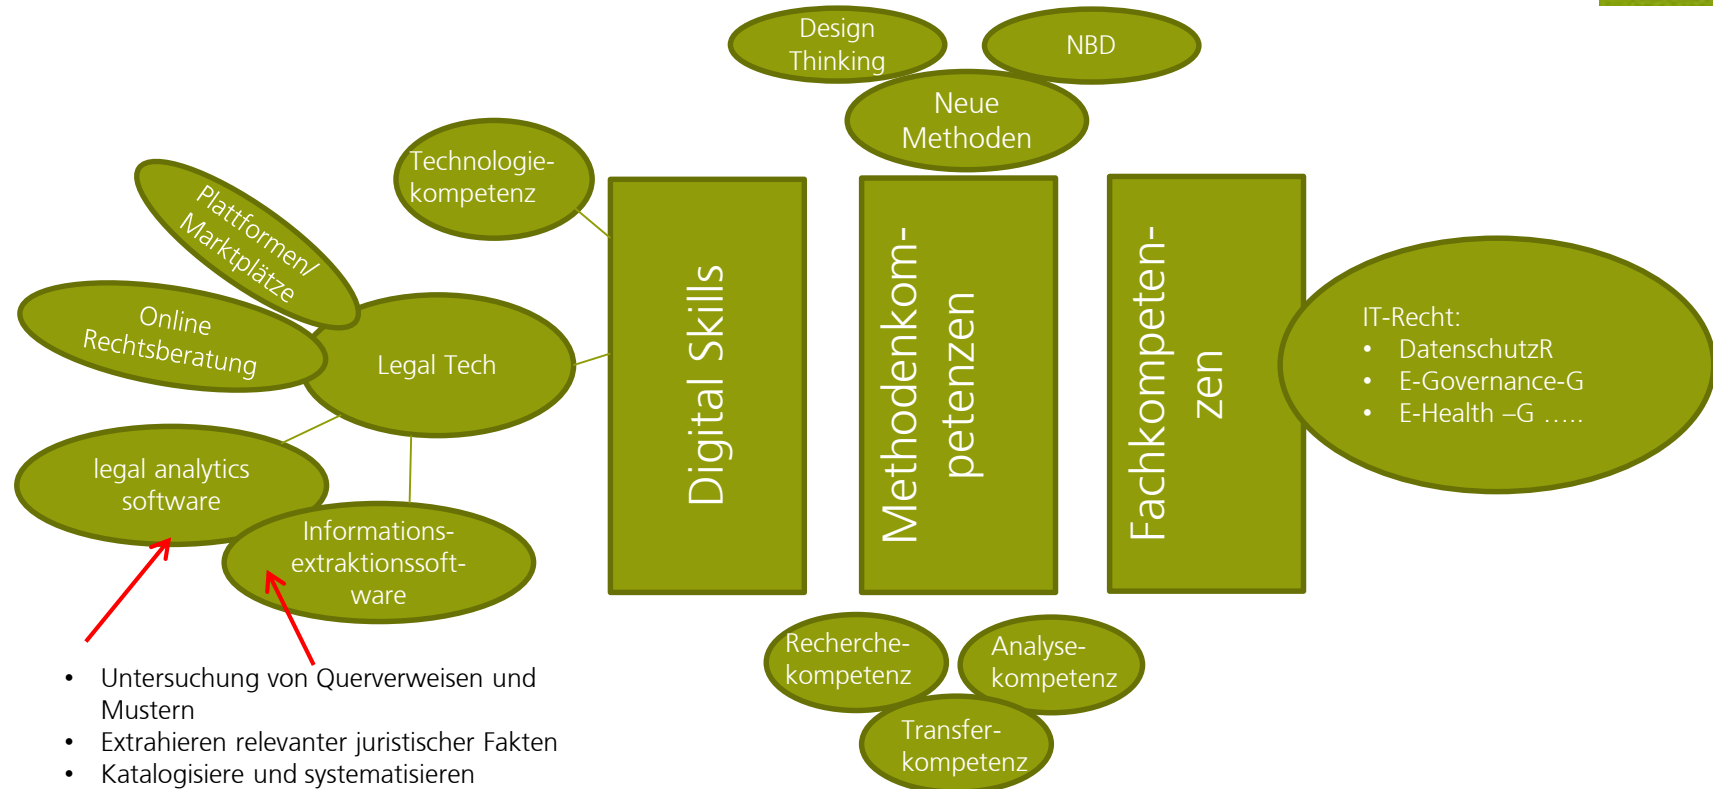 Design
Thinking
NBD
Neue
Methoden
Technologie-
kompetenz
Plattformen/
Marktplätze
Online
Rechtsberatung
Legal Tech
legal analytics
software
Informations-
extraktionssoft-
ware
• Untersuchung von Querverweisen und
Mustern
• Extrahieren relevanter juristischer Fakten
• Katalogisiere und systematisieren
Digital Skills
Methodenkom-
petenzen
Fachkompeten-
zen
IT-Recht:
• DatenschutzR
• E-Governance-G
• E-Health –G …..
Recherche-
kompetenz
Analyse-
kompetenz
Transfer-
kompetenz